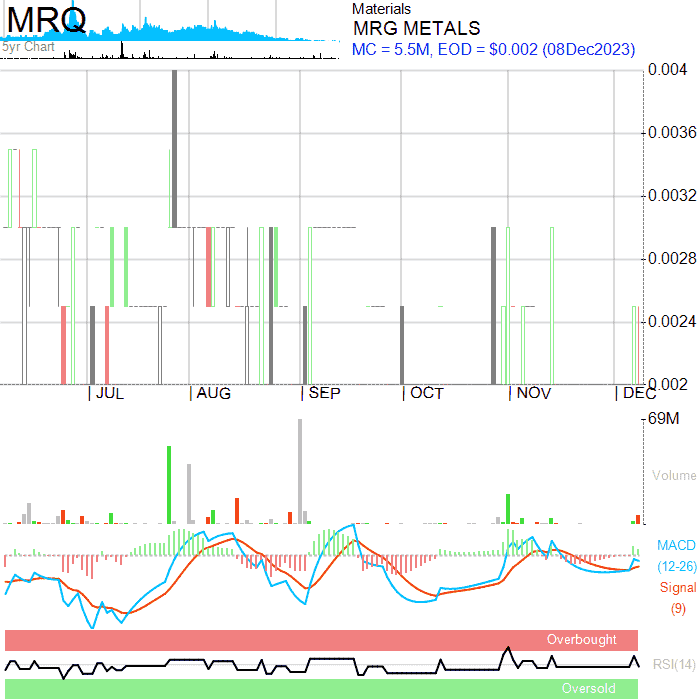 MRQ
5yr Chart
Materials
MRG METALS
MC = 5.5M, EOD = $0.002 (08Dec2023)
0.004
0.0036
0.0032
0.0028
0.0024
0.002
JUL AUG SEP OCT NOV DEC
69M
Volume
MACD
(12-26)
Signal
(9)
Overbought
RSI(14)
Oversold